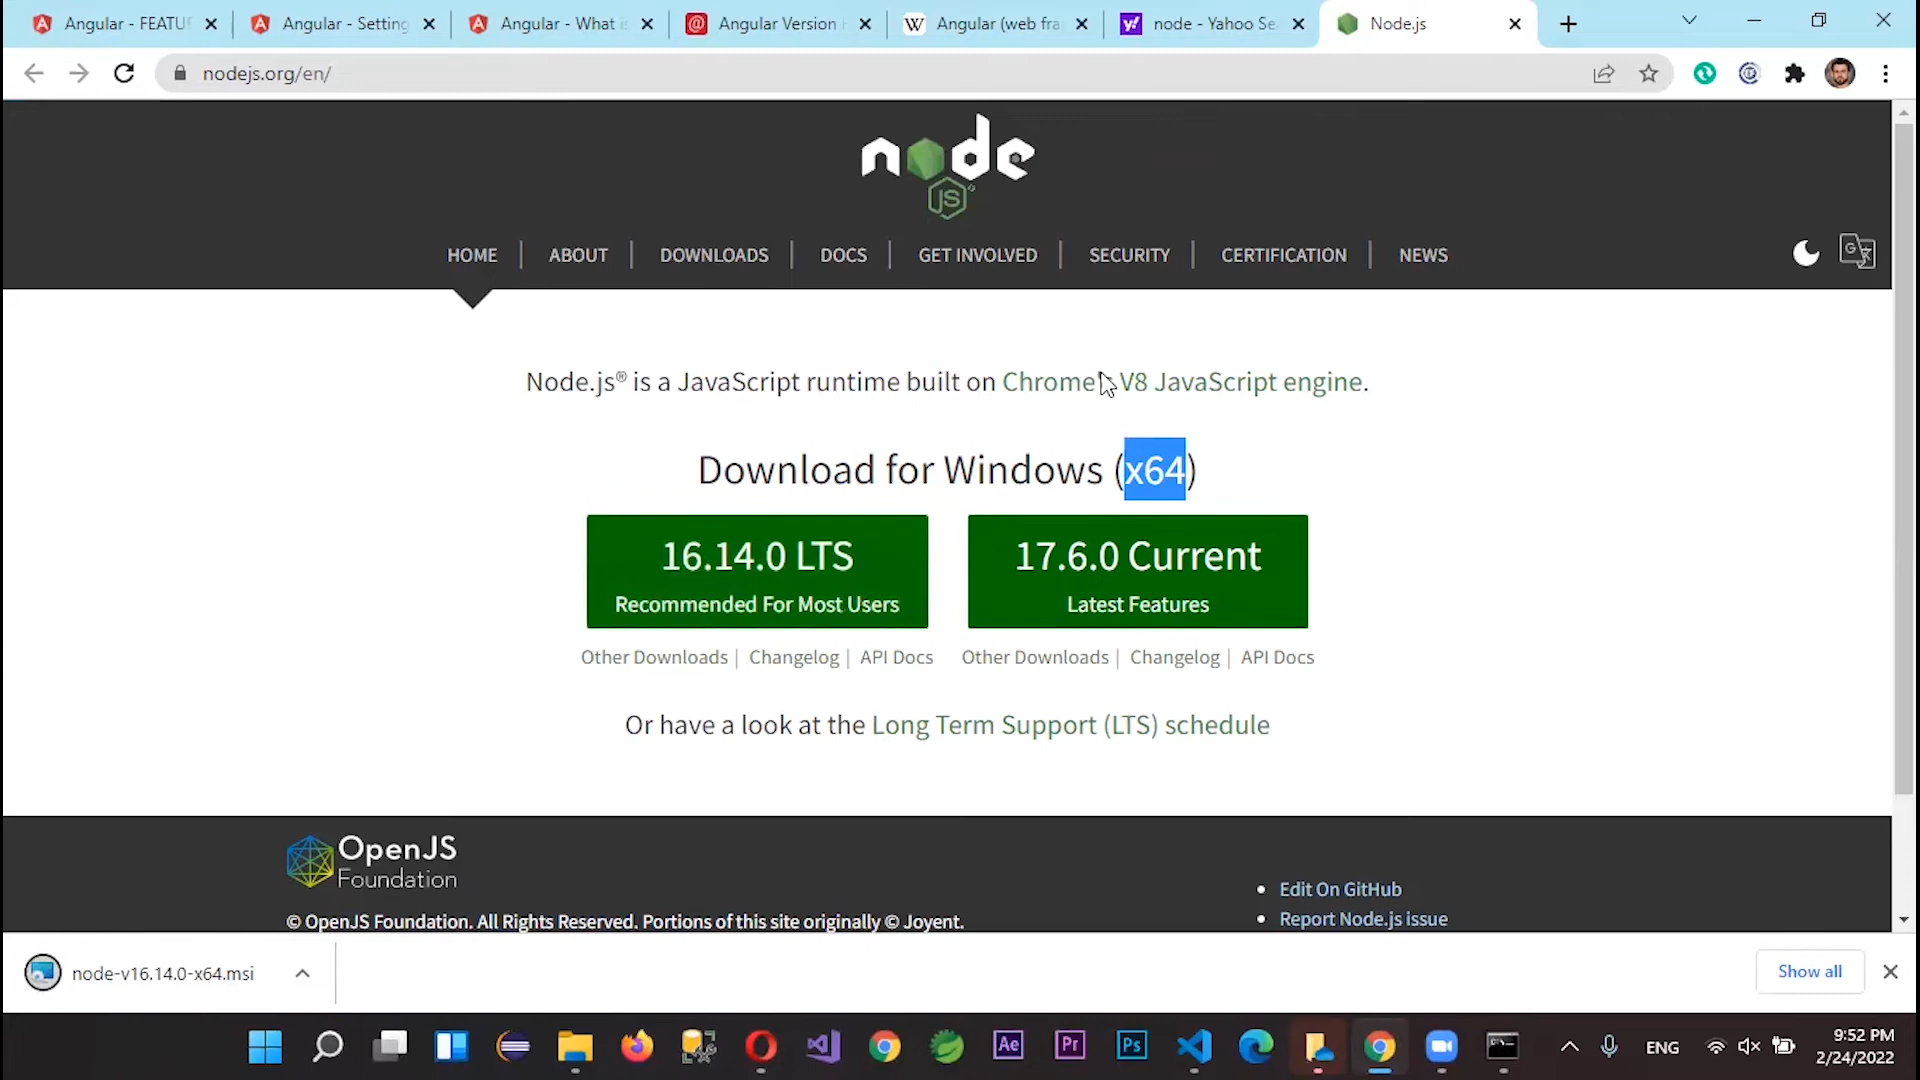 Angular - FEATU
Angular - Setting
Angular - What i
Angular Version
Angular (web fra
node - Yahoo Se
Node.js
nodejs.org/en/
node
JS
HOME
ABOUT
DOWNLOADS
DOCS
GET INVOLVED
SECURITY
CERTIFICATION
NEWS
Node.js® is a JavaScript runtime built on Chrome's V8 JavaScript engine.
Download for Windows (x64)
16.14.0 LTS
Recommended For Most Users
17.6.0 Current
Latest Features
Other Downloads | Changelog | API Docs
Other Downloads | Changelog | API Docs
Or have a look at the Long Term Support (LTS) schedule
OpenJS
Foundation
© OpenJS Foundation. All Rights Reserved. Portions of this site originally © Joyent.
Edit On GitHub
Report Node.js issue
node-v16.14.0-x64.msi
Show all
Ae
Pr
Ps
ENG
9:52 PM
2/24/2022